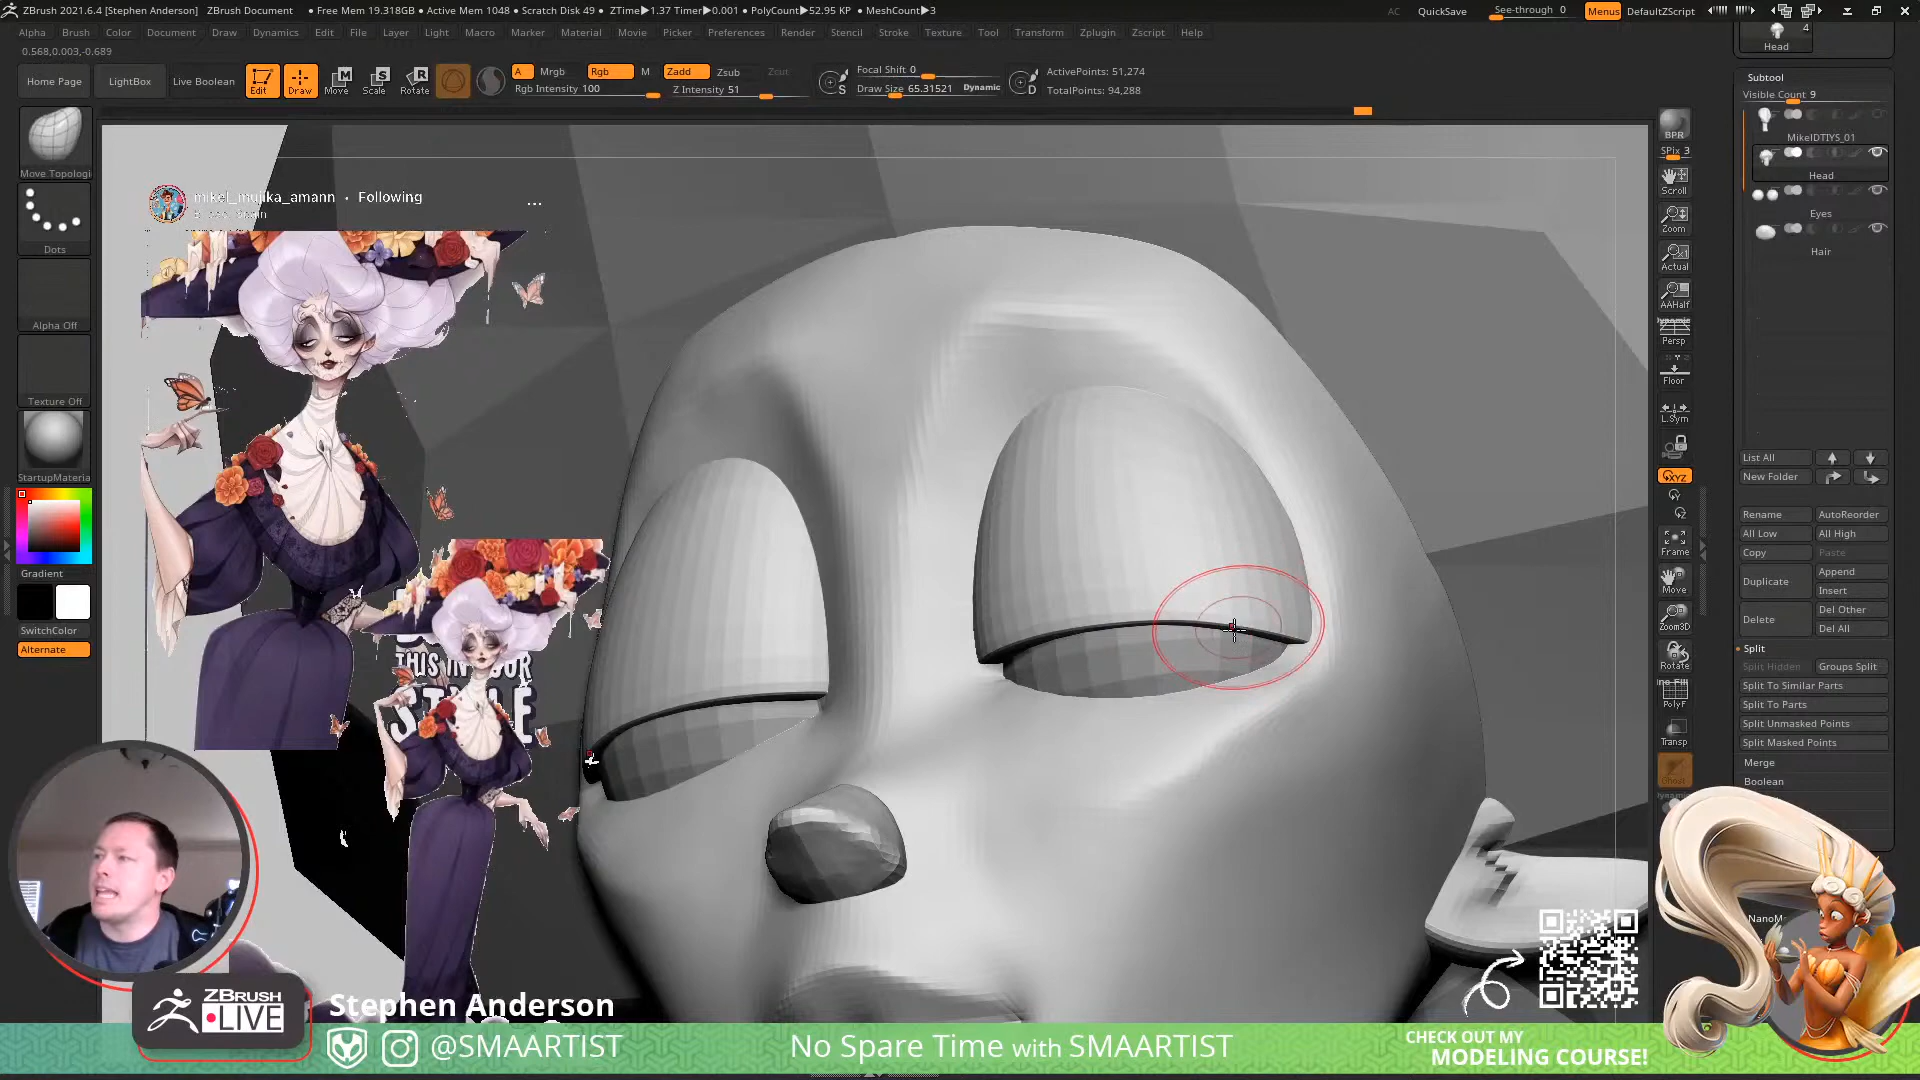 ZBrush 2021.6.4 [Stephen Anderson]   ZBrush Document   • Free Mem 19.318GB • Active Mem 1048 • Scratch Disk 49 • ZTime▶1.37 Timer▶0.001 • PolyCount▶52.95 KP • MeshCount▶3   AC   QuickSave   See-through 0   Menus   DefaultZScript
Alpha Brush Color Document Draw Dynamics Edit File Layer Light Macro Marker Material Movie Picker Preferences Render Stencil Stroke Texture Tool Transform Zplugin Zscript Help
0.568,0.003,-0.689
Home Page LightBox Live Boolean Edit Draw Move Scale Rotate
A Mrgb Rgb M Zadd Zsub Zcut
Rgb Intensity 100 Z Intensity 51
S Focal Shift 0
Draw Size 65.31521 Dynamic D
ActivePoints: 51,274
TotalPoints: 94,288
Move Topologi
Dots
Alpha Off
Texture Off
StartupMateria
Gradient
SwitchColor
Alternate
mikel_mujika_amann • Following
...
STYLE
BPR
SPix 3
Scroll
Zoom
Actual
AAHalf
Persp
Floor
L.Sym
XYZ
Frame
Move
Zoom3D
Rotate
PolyF
Transp
Ghost
4
Head
Subtool
Visible Count 9
MikelDTIYS_01
Head
Eyes
Hair
List All
New Folder
Rename AutoReorder
All Low All High
Copy Paste
Duplicate Append
Insert
Delete Del Other
Del All
Split
Split Hidden Groups Split
Split To Similar Parts
Split To Parts
Split Unmasked Points
Split Masked Points
Merge
Boolean
ZBRUSH
LIVE
Stephen Anderson
@SMAARTIST
No Spare Time with SMAARTIST
CHECK OUT MY
MODELING COURSE!